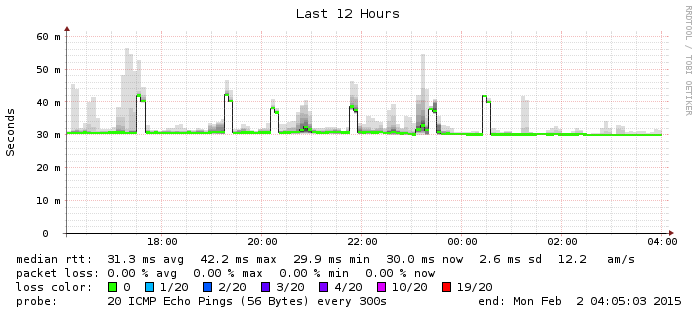 Last 12 Hours
RRDTOOL / TOBI OETIKER
Seconds
60 m
50 m
40 m
30 m
20 m
10 m
0
18:00 20:00 22:00 00:00 02:00 04:00
median rtt: 31.3 ms avg 42.2 ms max 29.9 ms min 30.0 ms now 2.6 ms sd 12.2 am/s
packet loss: 0.00 % avg 0.00 % max 0.00 % min 0.00 % now
loss color: 0 1/20 2/20 3/20 4/20 10/20 19/20
probe: 20 ICMP Echo Pings (56 Bytes) every 300s end: Mon Feb 2 04:05:03 2015